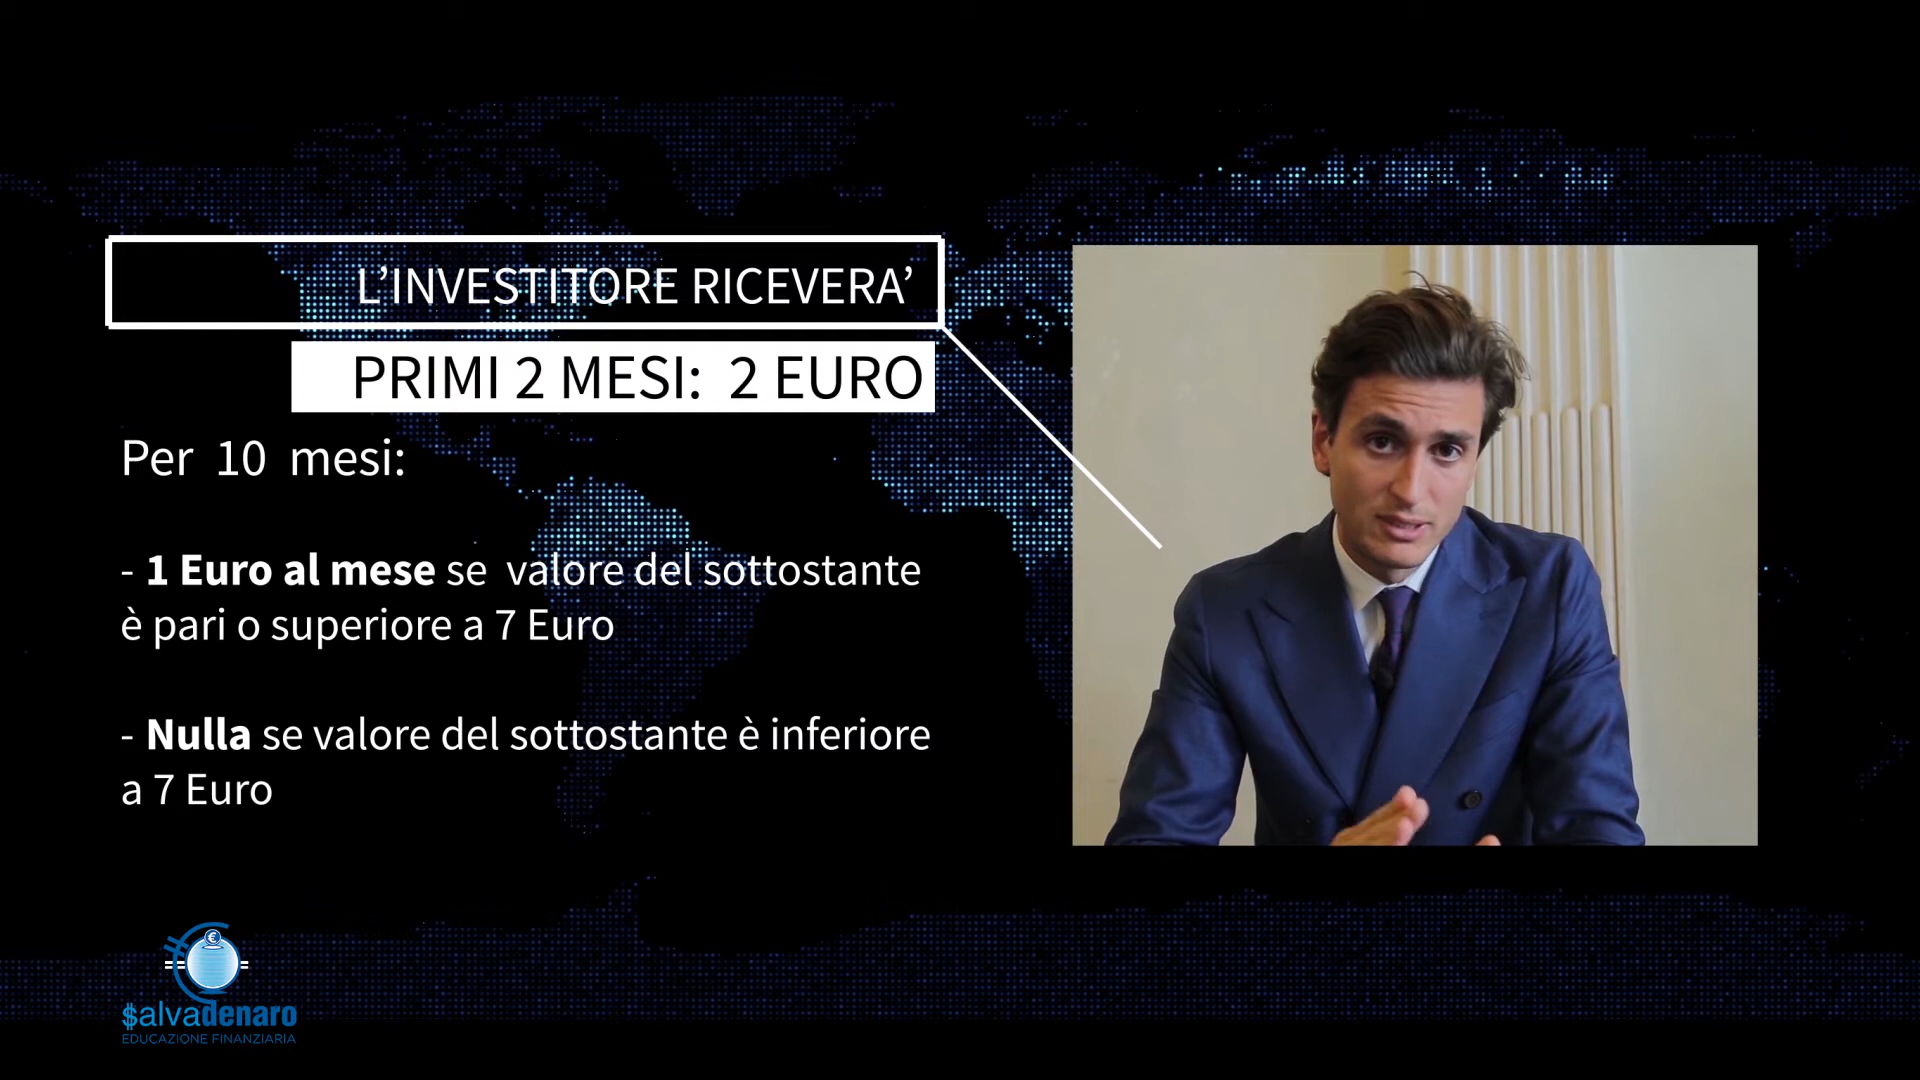 L’INVESTITORE RICEVERA’
PRIMI 2 MESI: 2 EURO
Per 10 mesi:
- 1 Euro al mese se valore del sottostante
è pari o superiore a 7 Euro
- Nulla se valore del sottostante è inferiore
a 7 Euro
$alvadenaro
EDUCAZIONE FINANZIARIA